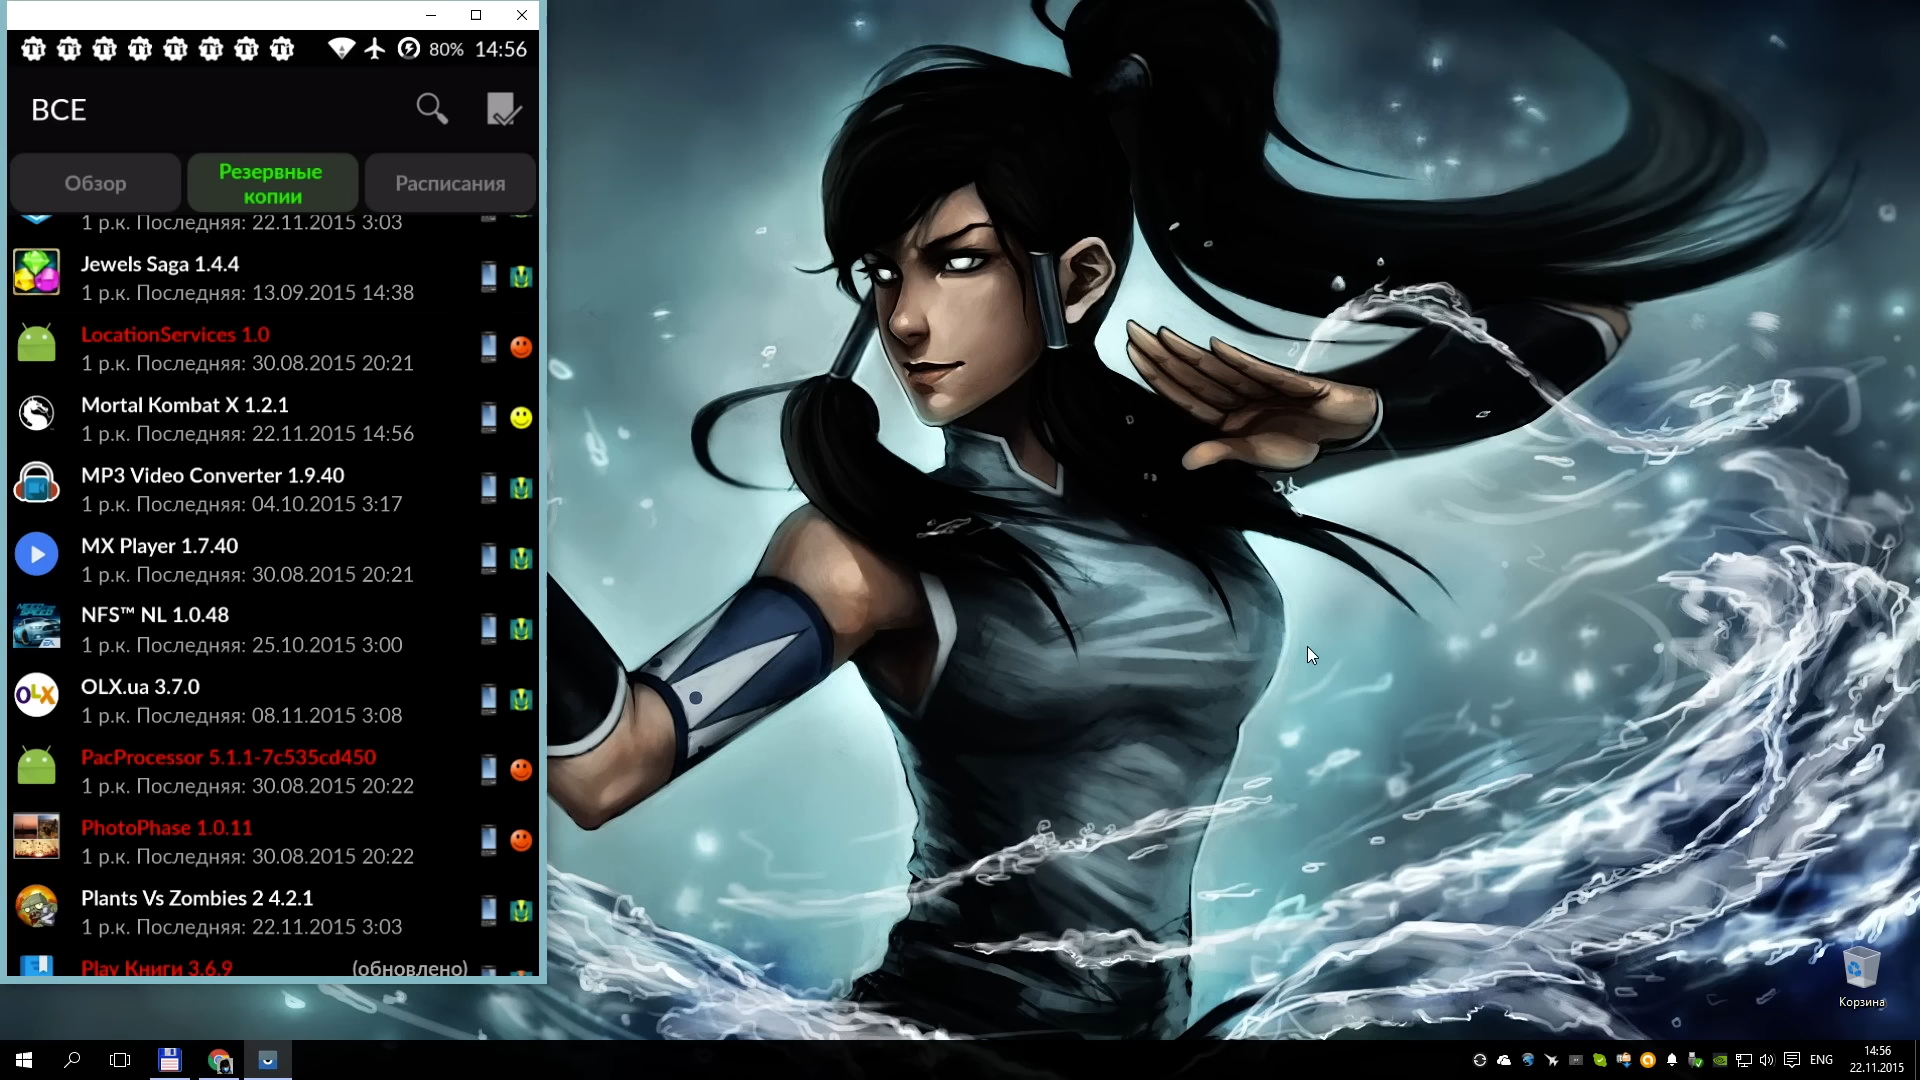 80% 14:56
ВСЕ
Обзор
Резервные
копии
Расписания
1 р.к. Последняя: 22.11.2015 3:03
Jewels Saga 1.4.4
1 р.к. Последняя: 13.09.2015 14:38
LocationServices 1.0
1 р.к. Последняя: 30.08.2015 20:21
Mortal Kombat X 1.2.1
1 р.к. Последняя: 22.11.2015 14:56
MP3 Video Converter 1.9.40
1 р.к. Последняя: 04.10.2015 3:17
MX Player 1.7.40
1 р.к. Последняя: 30.08.2015 20:21
NFS™ NL 1.0.48
1 р.к. Последняя: 25.10.2015 3:00
OLX.ua 3.7.0
1 р.к. Последняя: 08.11.2015 3:08
PacProcessor 5.1.1-7c535cd450
1 р.к. Последняя: 30.08.2015 20:22
PhotoPhase 1.0.11
1 р.к. Последняя: 30.08.2015 20:22
Plants Vs Zombies 2 4.2.1
1 р.к. Последняя: 22.11.2015 3:03
Play Книги 3.6.9 (обновлено)
Корзина
ENG
14:56
22.11.2015